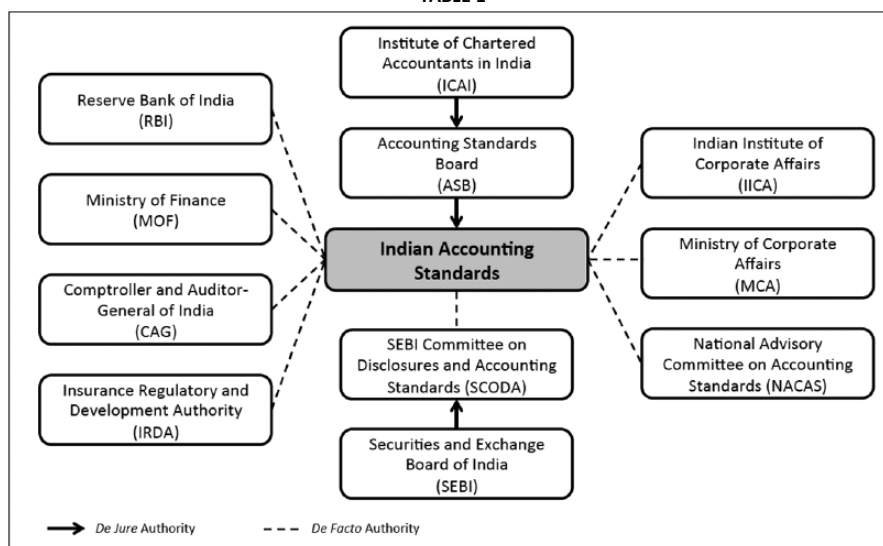 TABLE 1
Institute of Chartered
Accountants in India
(ICAI)
Reserve Bank of India
(RBI)
Accounting Standards
Board
(ASB)
Indian Institute of
Corporate Affairs
(IICA)
Ministry of Finance
(MOF)
Indian Accounting
Standards
Ministry of Corporate
Affairs
(MCA)
Comptroller and Auditor-
General of India
(CAG)
SEBI Committee on
Disclosures and Accounting
Standards (SCODA)
National Advisory
Committee on Accounting
Standards (NACAS)
Insurance Regulatory and
Development Authority
(IRDA)
Securities and Exchange
Board of India
(SEBI)
De Jure Authority
De Facto Authority